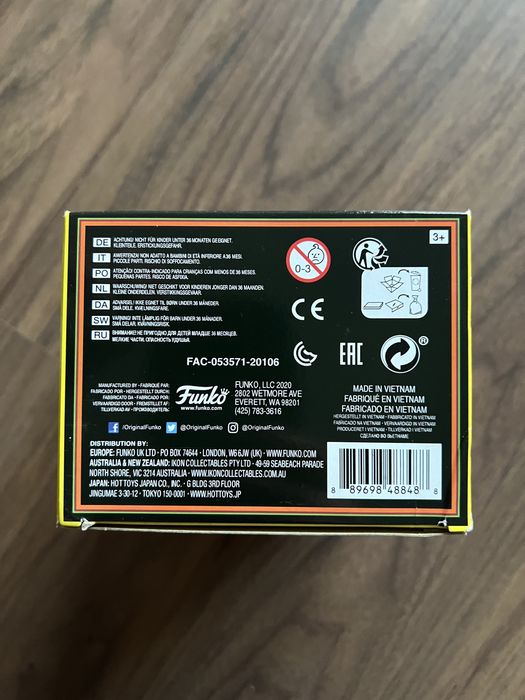 DE ACHTUNG! NICHT FÜR KINDER UNTER 36 MONATEN GEEIGNET.
KLEINTEILE. ERSTICKUNGSGEFAHR.
IT AVVERTENZA! NON ADATTO A BAMBINI DI ETÀ INFERIORE A 36 MESI.
PICCOLE PARTI. RISCHIO DI SOFFOCAMENTO.
PO ATENÇÃO! CONTRA-INDICADO PARA CRIANÇAS COM MENOS DE 36 MESES.
PEQUENAS PARTES. RISCO DE ASFIXIA.
NL WAARSCHUWING! NIET GESCHIKT VOOR KINDEREN JONGER DAN 36 MAANDEN.
KLEINE ONDERDELEN. VERSTIKKINGSGEVAAR.
DA ADVARSEL! IKKE EGNET TIL BØRN UNDER 36 MÅNEDER.
SMÅ DELE. KVÆLNINGSFARE.
SW VARNING! INTE LÄMPLIG FÖR BARN UNDER 36 MÅNADER.
SMÅ DELAR. KVÄVNINGSRISK.
RU ВНИМАНИЕ! НЕ ПРИГОДНО ДЛЯ ДЕТЕЙ МЛАДШЕ 36 МЕСЯЦЕВ.
МЕЛКИЕ ЧАСТИ, ОПАСНОСТЬ УДУШЬЯ.
0-3
3+
CE
EAC
®
FAC-053571-20106
MANUFACTURED BY · FABRIQUÉ PAR
FABRICADO POR · HERGESTELLT DURCH
FABRICATO DA · FABRICADO POR
VERVAARDIGD DOOR · FREMSTILLET AF
TILLVERKAD AV · ПРОИЗВОДИТЕЛЬ
Funko
www.funko.com
FUNKO, LLC 2020
2802 WETMORE AVE
EVERETT, WA 98201
(425) 783-3616
/OriginalFunko @OriginalFunko @OriginalFunko
MADE IN VIETNAM
FABRIQUÉ EN VIETNAM
FABRICADO EN VIETNAM
HERGESTELLT IN VIETNAM · FABBRICATO IN VIETNAM
FABRICADO NO VIETNAM · VERVAARDIGD IN VIETNAM
PRODUCERET I VIETNAM · TILLVERKAD I VIETNAM
СДЕЛАНО ВО ВЬЕТНАМЕ
DISTRIBUTION BY:
EUROPE: FUNKO UK LTD · PO BOX 74644 · LONDON, W6 6JW (UK) · WWW.FUNKO.COM
AUSTRALIA & NEW ZEALAND: IKON COLLECTABLES PTY LTD · 49-59 SEABEACH PARADE
NORTH SHORE, VIC 3214 AUSTRALIA · WWW.IKONCOLLECTABLES.COM.AU
JAPAN: HOTTOYS JAPAN CO., INC. · G BLDG 3RD FLOOR
JINGUMAE 3-30-12 · TOKYO 150-0001 · WWW.HOTTOYS.JP
8 89698 48848 8